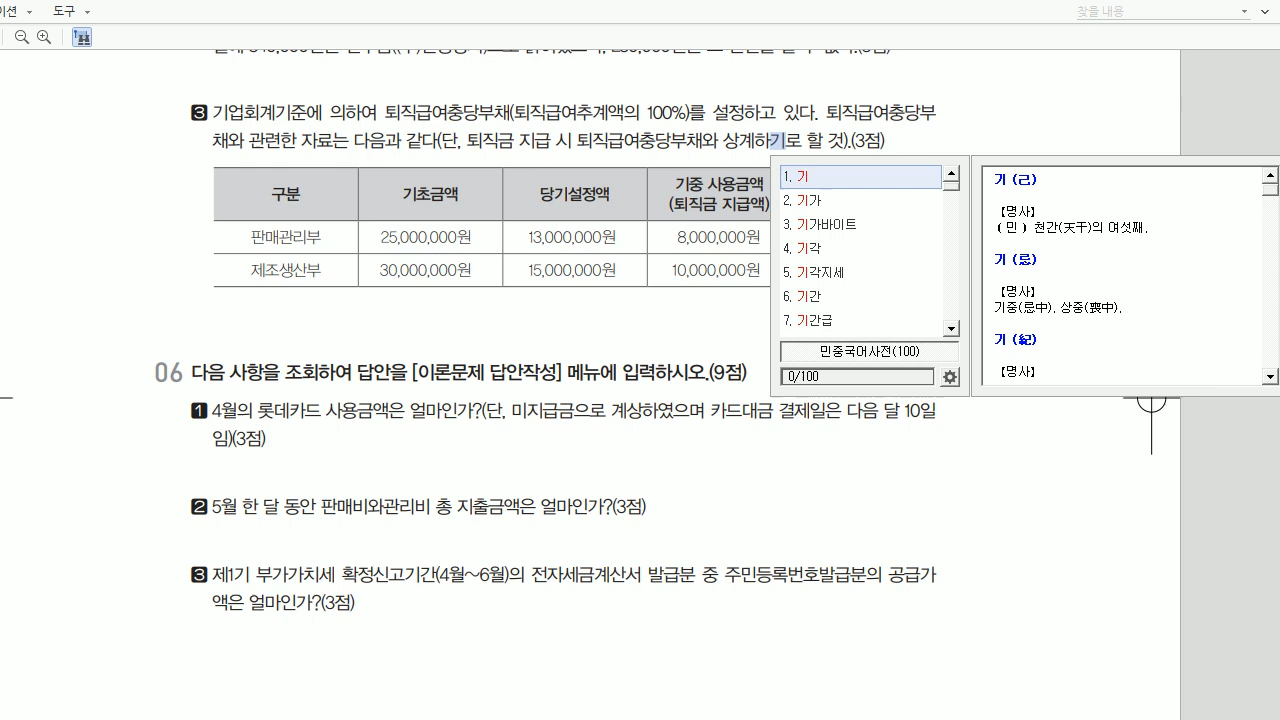 이션 도구 찾을 내용
3 기업회계기준에 의하여 퇴직급여충당부채(퇴직급여추계액의 100%)를 설정하고 있다. 퇴직급여충당부
채와 관련한 자료는 다음과 같다(단, 퇴직금 지급 시 퇴직급여충당부채와 상계하기로 할 것).(3점)
구분 기초금액 당기설정액 기중 사용금액
(퇴직금 지급액)
판매관리부 25,000,000원 13,000,000원 8,000,000원
제조생산부 30,000,000원 15,000,000원 10,000,000원
1. 기
2. 기가
3. 기가바이트
4. 기각
5. 기각지세
6. 기간
7. 기간급
민중국어사전(100)
0/100
기 (己)
【명사】
( 민 ) 천간(天干)의 여섯째.
기 (忌)
【명사】
기중(忌中). 상중(喪中).
기 (紀)
【명사】
06 다음 사항을 조회하여 답안을 [이론문제 답안작성] 메뉴에 입력하시오.(9점)
1 4월의 롯데카드 사용금액은 얼마인가?(단, 미지급금으로 계상하였으며 카드대금 결제일은 다음 달 10일
임)(3점)
2 5월 한 달 동안 판매비와관리비 총 지출금액은 얼마인가?(3점)
3 제1기 부가가치세 확정신고기간(4월~6월)의 전자세금계산서 발급분 중 주민등록번호발급분의 공급가
액은 얼마인가?(3점)